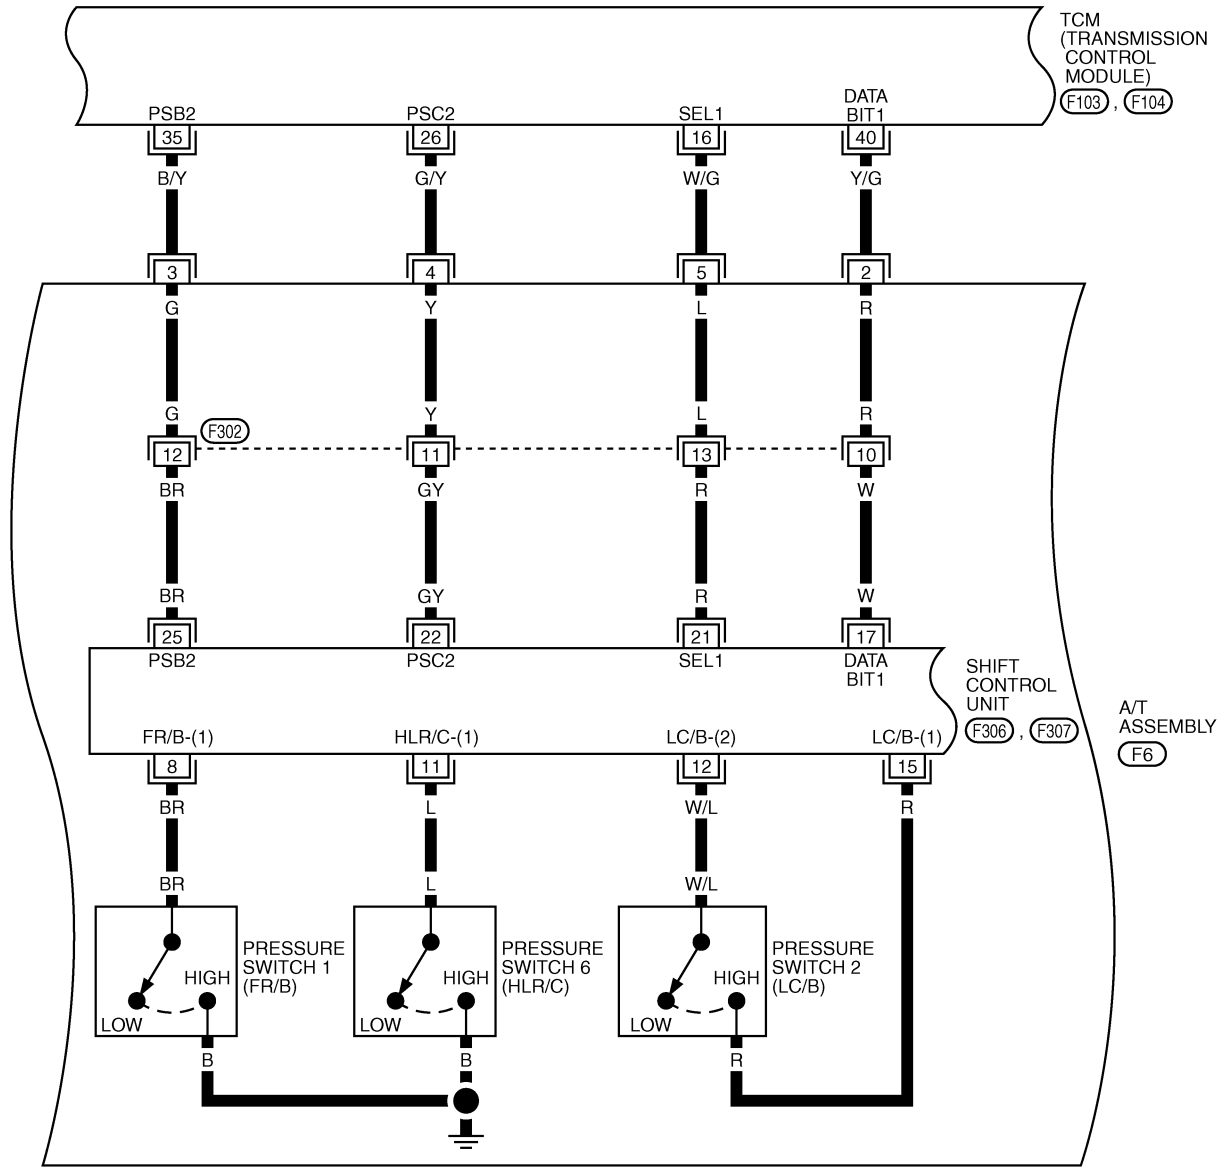 TCM
(TRANSMISSION
CONTROL
MODULE)
F103 , F104
PSB2 PSC2 SEL1 DATA
BIT1
35 26 16 40
B/Y G/Y W/G Y/G
3 4 5 2
G Y L R
G Y L R
F302
12 11 13 10
BR GY R W
BR GY R W
25 22 21 17
PSB2 PSC2 SEL1 DATA
BIT1
SHIFT
CONTROL
UNIT
F306 , F307
A/T
ASSEMBLY
F6
FR/B-(1) HLR/C-(1) LC/B-(2) LC/B-(1)
8 11 12 15
BR L W/L R
BR L W/L
PRESSURE
SWITCH 1
(FR/B)
HIGH
LOW
PRESSURE
SWITCH 6
(HLR/C)
HIGH
LOW
PRESSURE
SWITCH 2
(LC/B)
HIGH
LOW
B B R